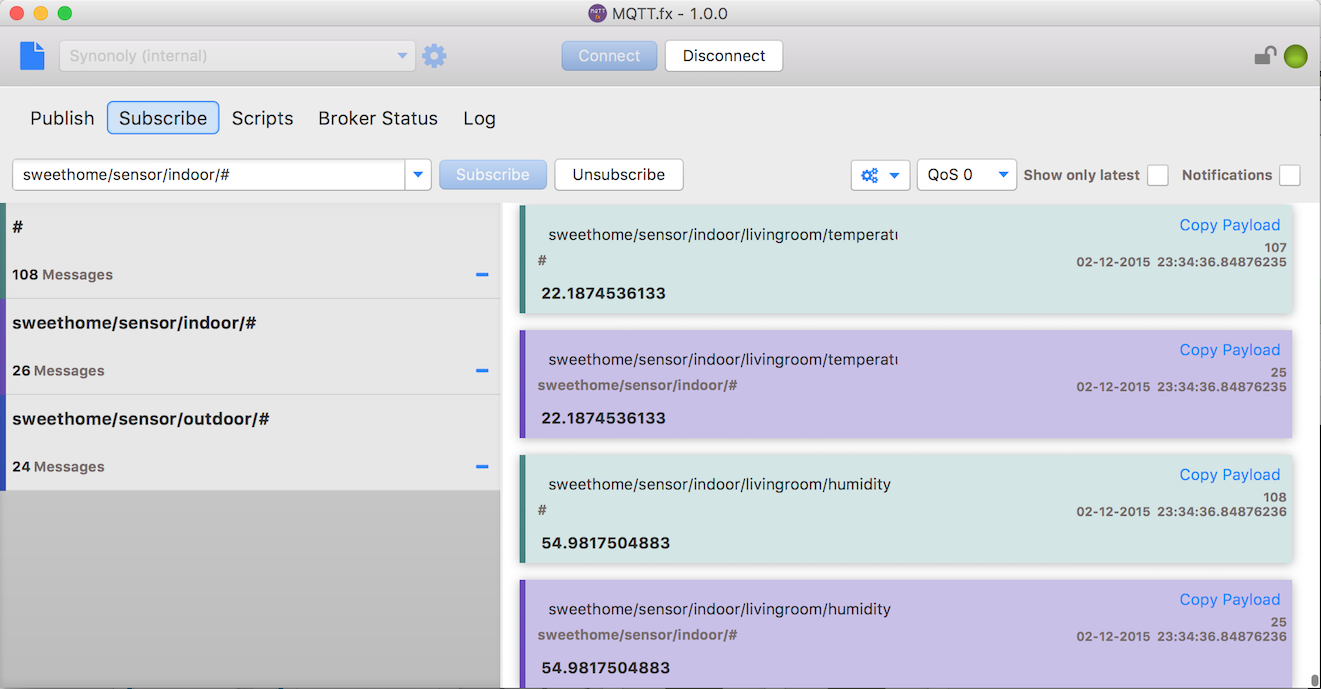 MQTT.fx - 1.0.0
Synonoly (internal)
Connect
Disconnect
Publish
Subscribe
Scripts
Broker Status
Log
sweethome/sensor/indoor/#
Subscribe
Unsubscribe
QoS 0
Show only latest
Notifications
#
108 Messages
sweethome/sensor/indoor/#
26 Messages
sweethome/sensor/outdoor/#
24 Messages
sweethome/sensor/indoor/livingroom/temperatu
Copy Payload
107
#
02-12-2015 23:34:36.84876235
22.1874536133
sweethome/sensor/indoor/livingroom/temperatu
Copy Payload
25
sweethome/sensor/indoor/#
02-12-2015 23:34:36.84876235
22.1874536133
sweethome/sensor/indoor/livingroom/humidity
Copy Payload
108
#
02-12-2015 23:34:36.84876236
54.9817504883
sweethome/sensor/indoor/livingroom/humidity
Copy Payload
25
sweethome/sensor/indoor/#
02-12-2015 23:34:36.84876236
54.9817504883